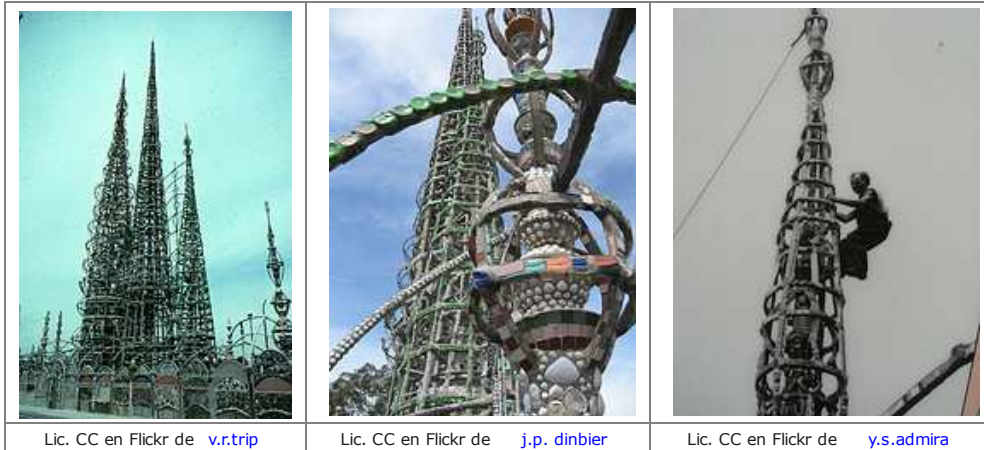 Lic. CC en Flickr de v.r.trip
Lic. CC en Flickr de j.p. dinbier
Lic. CC en Flickr de y.s.admira